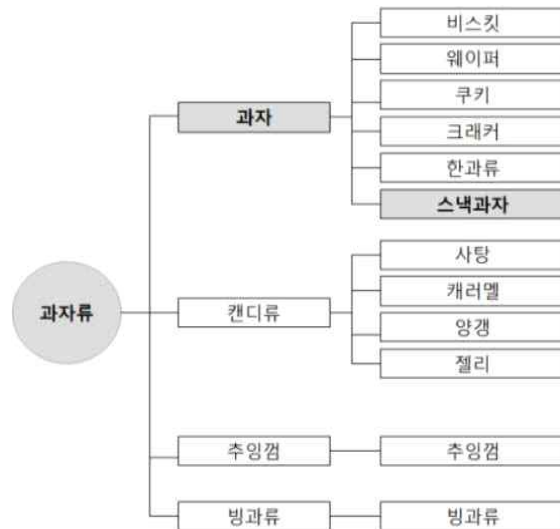 비스킷
웨이퍼
과자
쿠키
크래커
한과류
스낵과자
사탕
과자류
캔디류
캐러멜
양갱
젤리
추잉껌
추잉껌
빙과류
빙과류